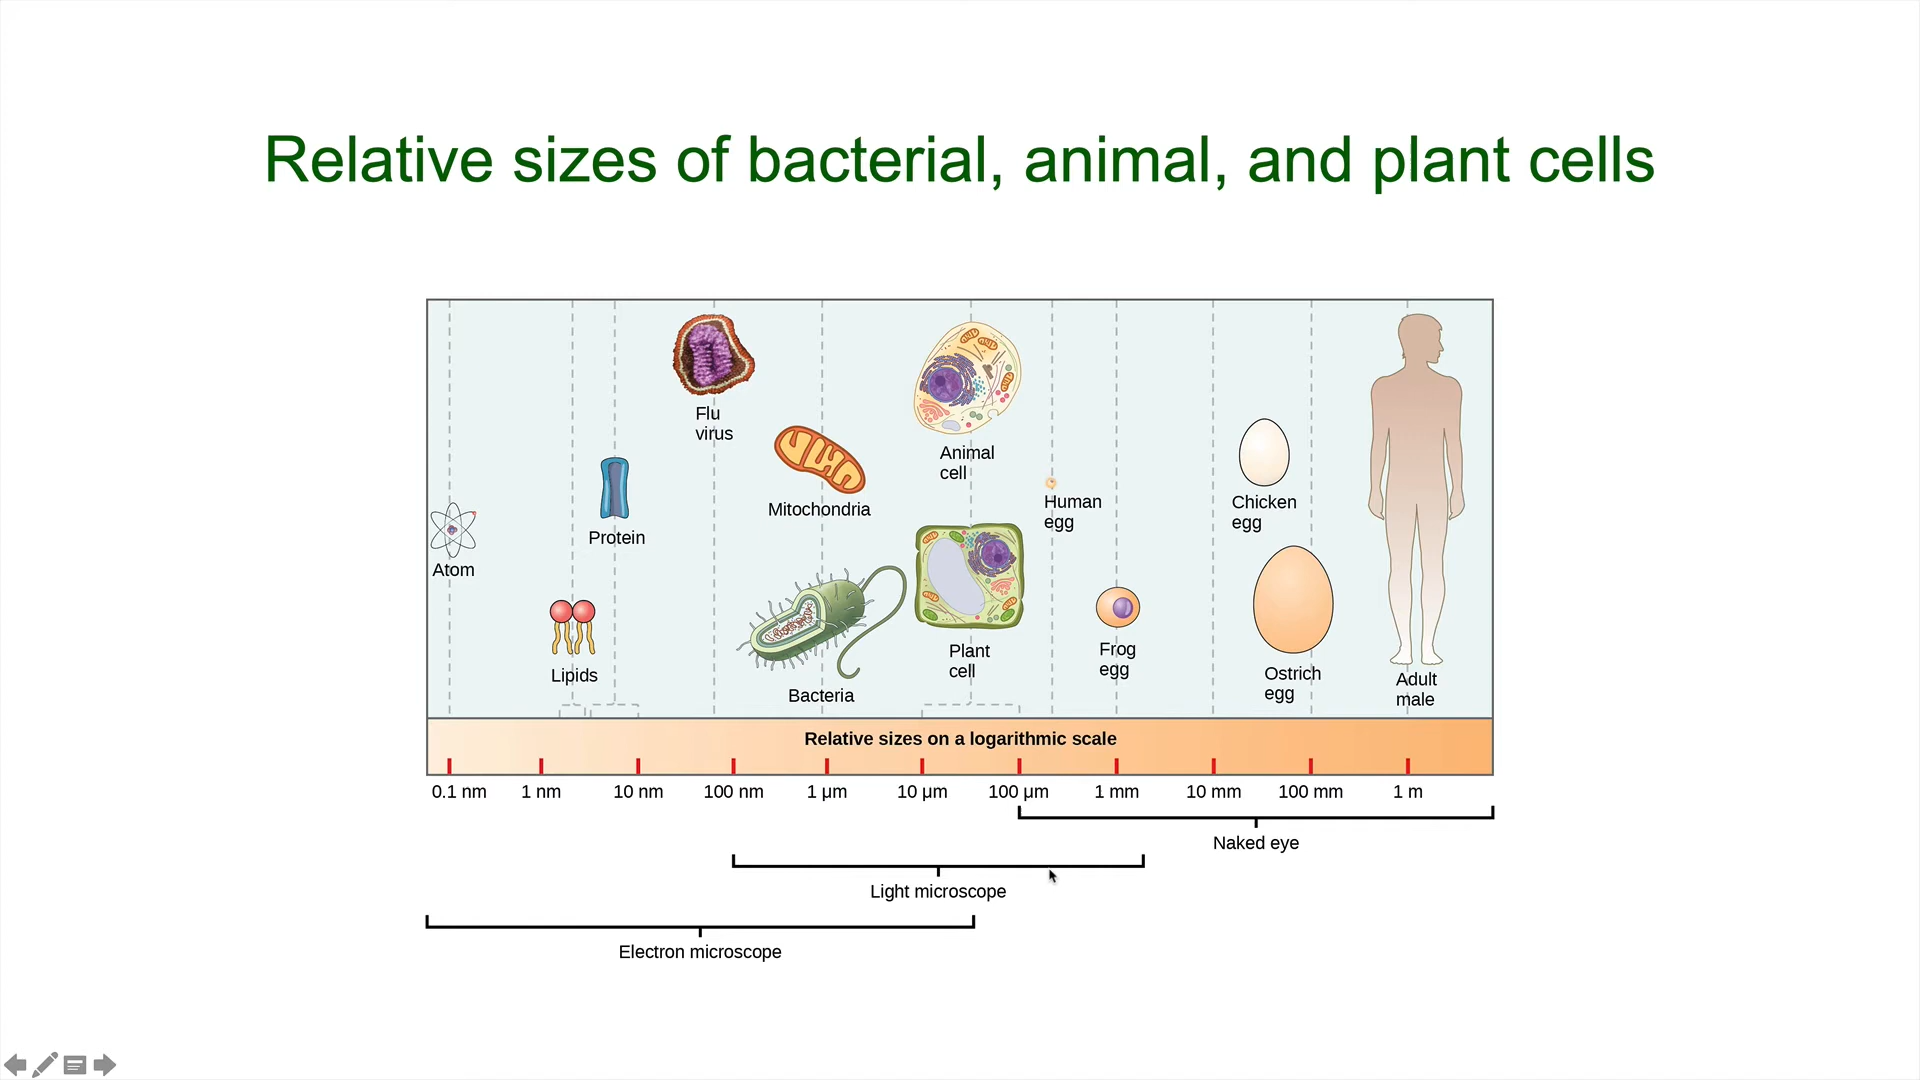 Relative sizes of bacterial, animal, and plant cells
Flu
virus
Animal
cell
Mitochondria
Human
egg
Chicken
egg
Protein
Atom
Lipids
Bacteria
Plant
cell
Frog
egg
Ostrich
egg
Adult
male
Relative sizes on a logarithmic scale
0.1 nm 1 nm 10 nm 100 nm 1 µm 10 µm 100 µm 1 mm 10 mm 100 mm 1 m
Naked eye
Light microscope
Electron microscope